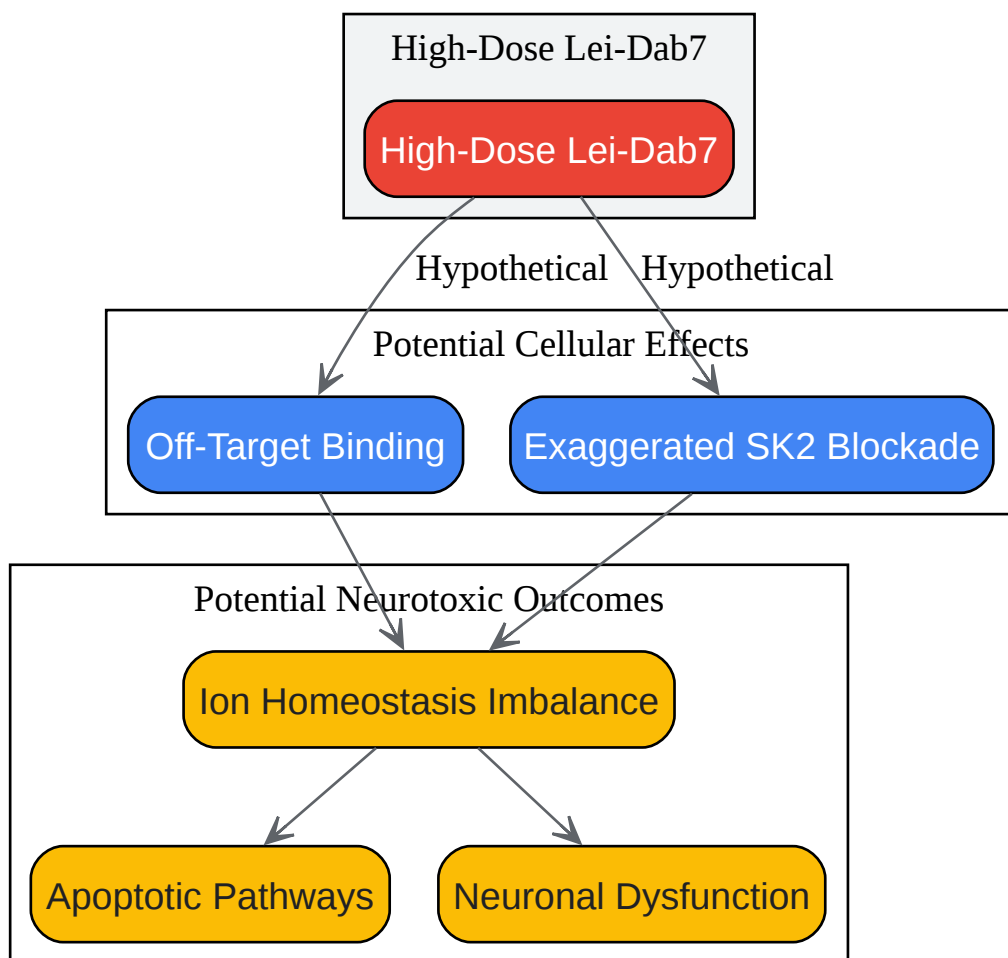 High-Dose Lei-Dab7
High-Dose Lei-Dab7
Hypothetical
Hypothetical
Potential Cellular Effects
Off-Target Binding
Exaggerated SK2 Blockade
Potential Neurotoxic Outcomes
Ion Homeostasis Imbalance
Apoptotic Pathways
Neuronal Dysfunction